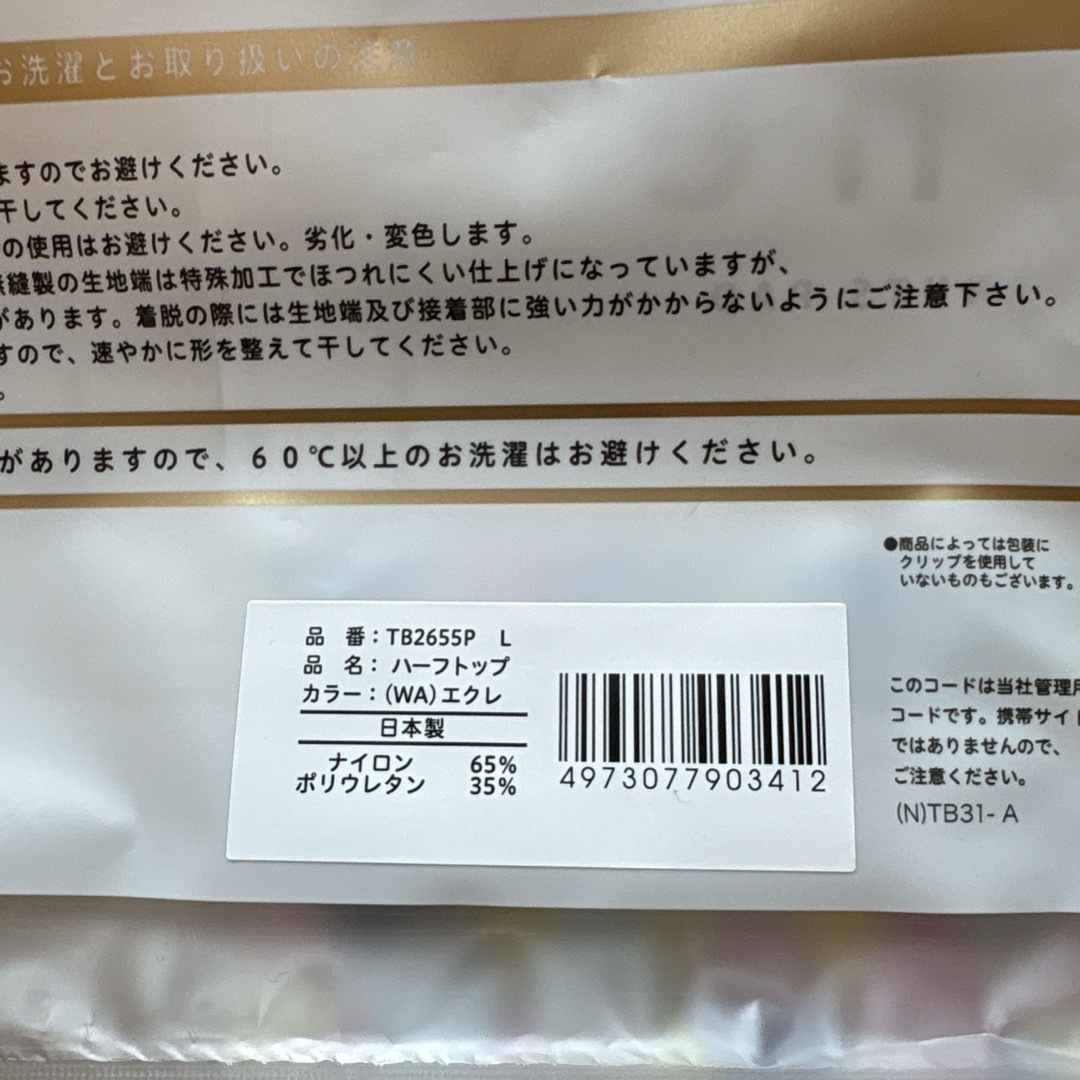 お洗濯とお取り扱いの注意
ますのでお避けください。
干してください。
の使用はお避けください。劣化・変色します。
縫製の生地端は特殊加工でほつれにくい仕上げになっていますが、
があります。着脱の際には生地端及び接着部に強い力がかからないようにご注意下さい。
すので、速やかに形を整えて干してください。
。
がありますので、60℃以上のお洗濯はお避けください。
●商品によっては包装に
クリップを使用して
いないものもございます。
品 番：TB2655P L
品 名：ハーフトップ
カラー：(WA)エクレ
日本製
ナイロン 65%
ポリウレタン 35%
4973077903412
このコードは当社管理用
コードです。携帯サイト
ではありませんので、
ご注意ください。
(N)TB31- A